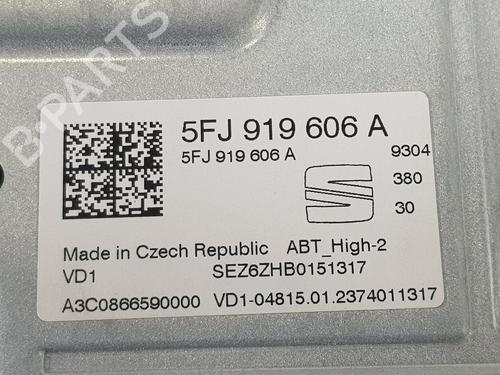 B-PARTS
5FJ 919 606 A
5FJ 919 606 A 9304
380
30
Made in Czech Republic ABT_High-2
VD1 SEZ6ZHB0151317
A3C0866590000 VD1-04815.01.2374011317